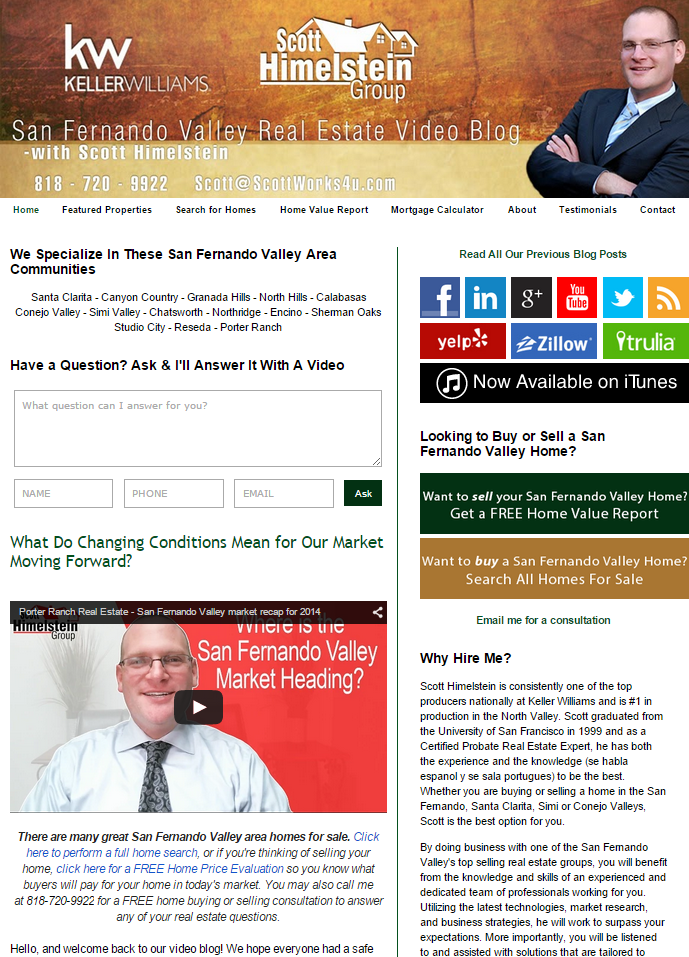 kw
KELLERWILLIAMS
Scott
Himelstein
Group
San Fernando Valley Real Estate Video Blog
-with Scott Himelstein
818 - 720 - 9922 Scott@ScottWorks4u.com
Home Featured Properties Search for Homes Home Value Report Mortgage Calculator About Testimonials Contact
We Specialize In These San Fernando Valley Area
Communities
Santa Clarita - Canyon Country - Granada Hills - North Hills - Calabasas
Conejo Valley - Simi Valley - Chatsworth - Northridge - Encino - Sherman Oaks
Studio City - Reseda - Porter Ranch
Have a Question? Ask & I'll Answer It With A Video
What question can I answer for you?
NAME PHONE EMAIL Ask
What Do Changing Conditions Mean for Our Market
Moving Forward?
Porter Ranch Real Estate - San Fernando Valley market recap for 2014
Himelstein
Group
Where is the
San Fernando Valley
Market Heading?
There are many great San Fernando Valley area homes for sale. Click
here to perform a full home search, or if you're thinking of selling your
home, click here for a FREE Home Price Evaluation so you know what
buyers will pay for your home in today's market. You may also call me
at 818-720-9922 for a FREE home buying or selling consultation to answer
any of your real estate questions.
Hello, and welcome back to our video blog! We hope everyone had a safe
Read All Our Previous Blog Posts
f in g+ You Tube
yelp Zillow trulia
Now Available on iTunes
Looking to Buy or Sell a San
Fernando Valley Home?
Want to sell your San Fernando Valley Home?
Get a FREE Home Value Report
Want to buy a San Fernando Valley Home?
Search All Homes For Sale
Email me for a consultation
Why Hire Me?
Scott Himelstein is consistently one of the top
producers nationally at Keller Williams and is #1 in
production in the North Valley. Scott graduated from
the University of San Francisco in 1999 and as a
Certified Probate Real Estate Expert, he has both
the experience and the knowledge (se habla
espanol y se sala portugues) to be the best.
Whether you are buying or selling a home in the San
Fernando, Santa Clarita, Simi or Conejo Valleys,
Scott is the best option for you.
By doing business with one of the San Fernando
Valley's top selling real estate groups, you will benefit
from the knowledge and skills of an experienced and
dedicated team of professionals working for you.
Utilizing the latest technologies, market research,
and business strategies, he will work to surpass your
expectations. More importantly, you will be listened
to and assisted with solutions that are tailored to